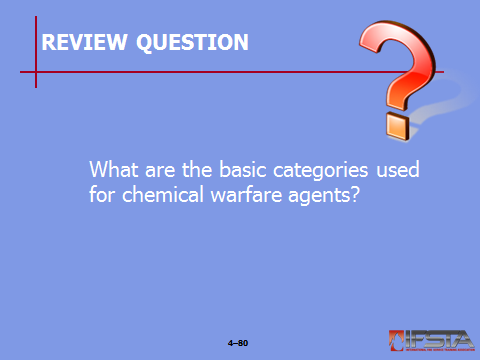 REVIEW QUESTION
What are the basic categories used
for chemical warfare agents?
4–80
IFSTA